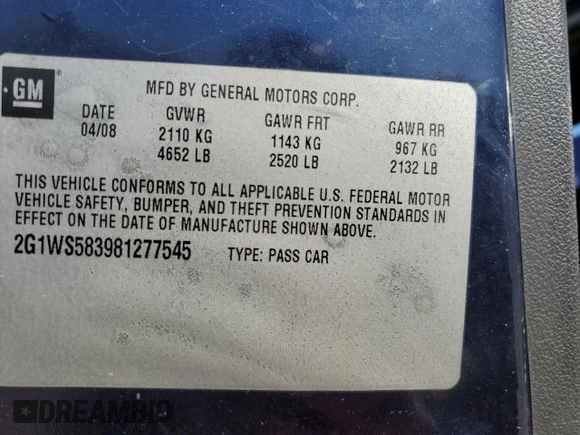 GM ®
MFD BY GENERAL MOTORS CORP.
DATE GVWR GAWR FRT GAWR RR
04/08 2110 KG 1143 KG 967 KG
4652 LB 2520 LB 2132 LB
THIS VEHICLE CONFORMS TO ALL APPLICABLE U.S. FEDERAL MOTOR
VEHICLE SAFETY, BUMPER, AND THEFT PREVENTION STANDARDS IN
EFFECT ON THE DATE OF MANUFACTURE SHOWN ABOVE.
2G1WS583981277545 TYPE: PASS CAR
DREAMBID